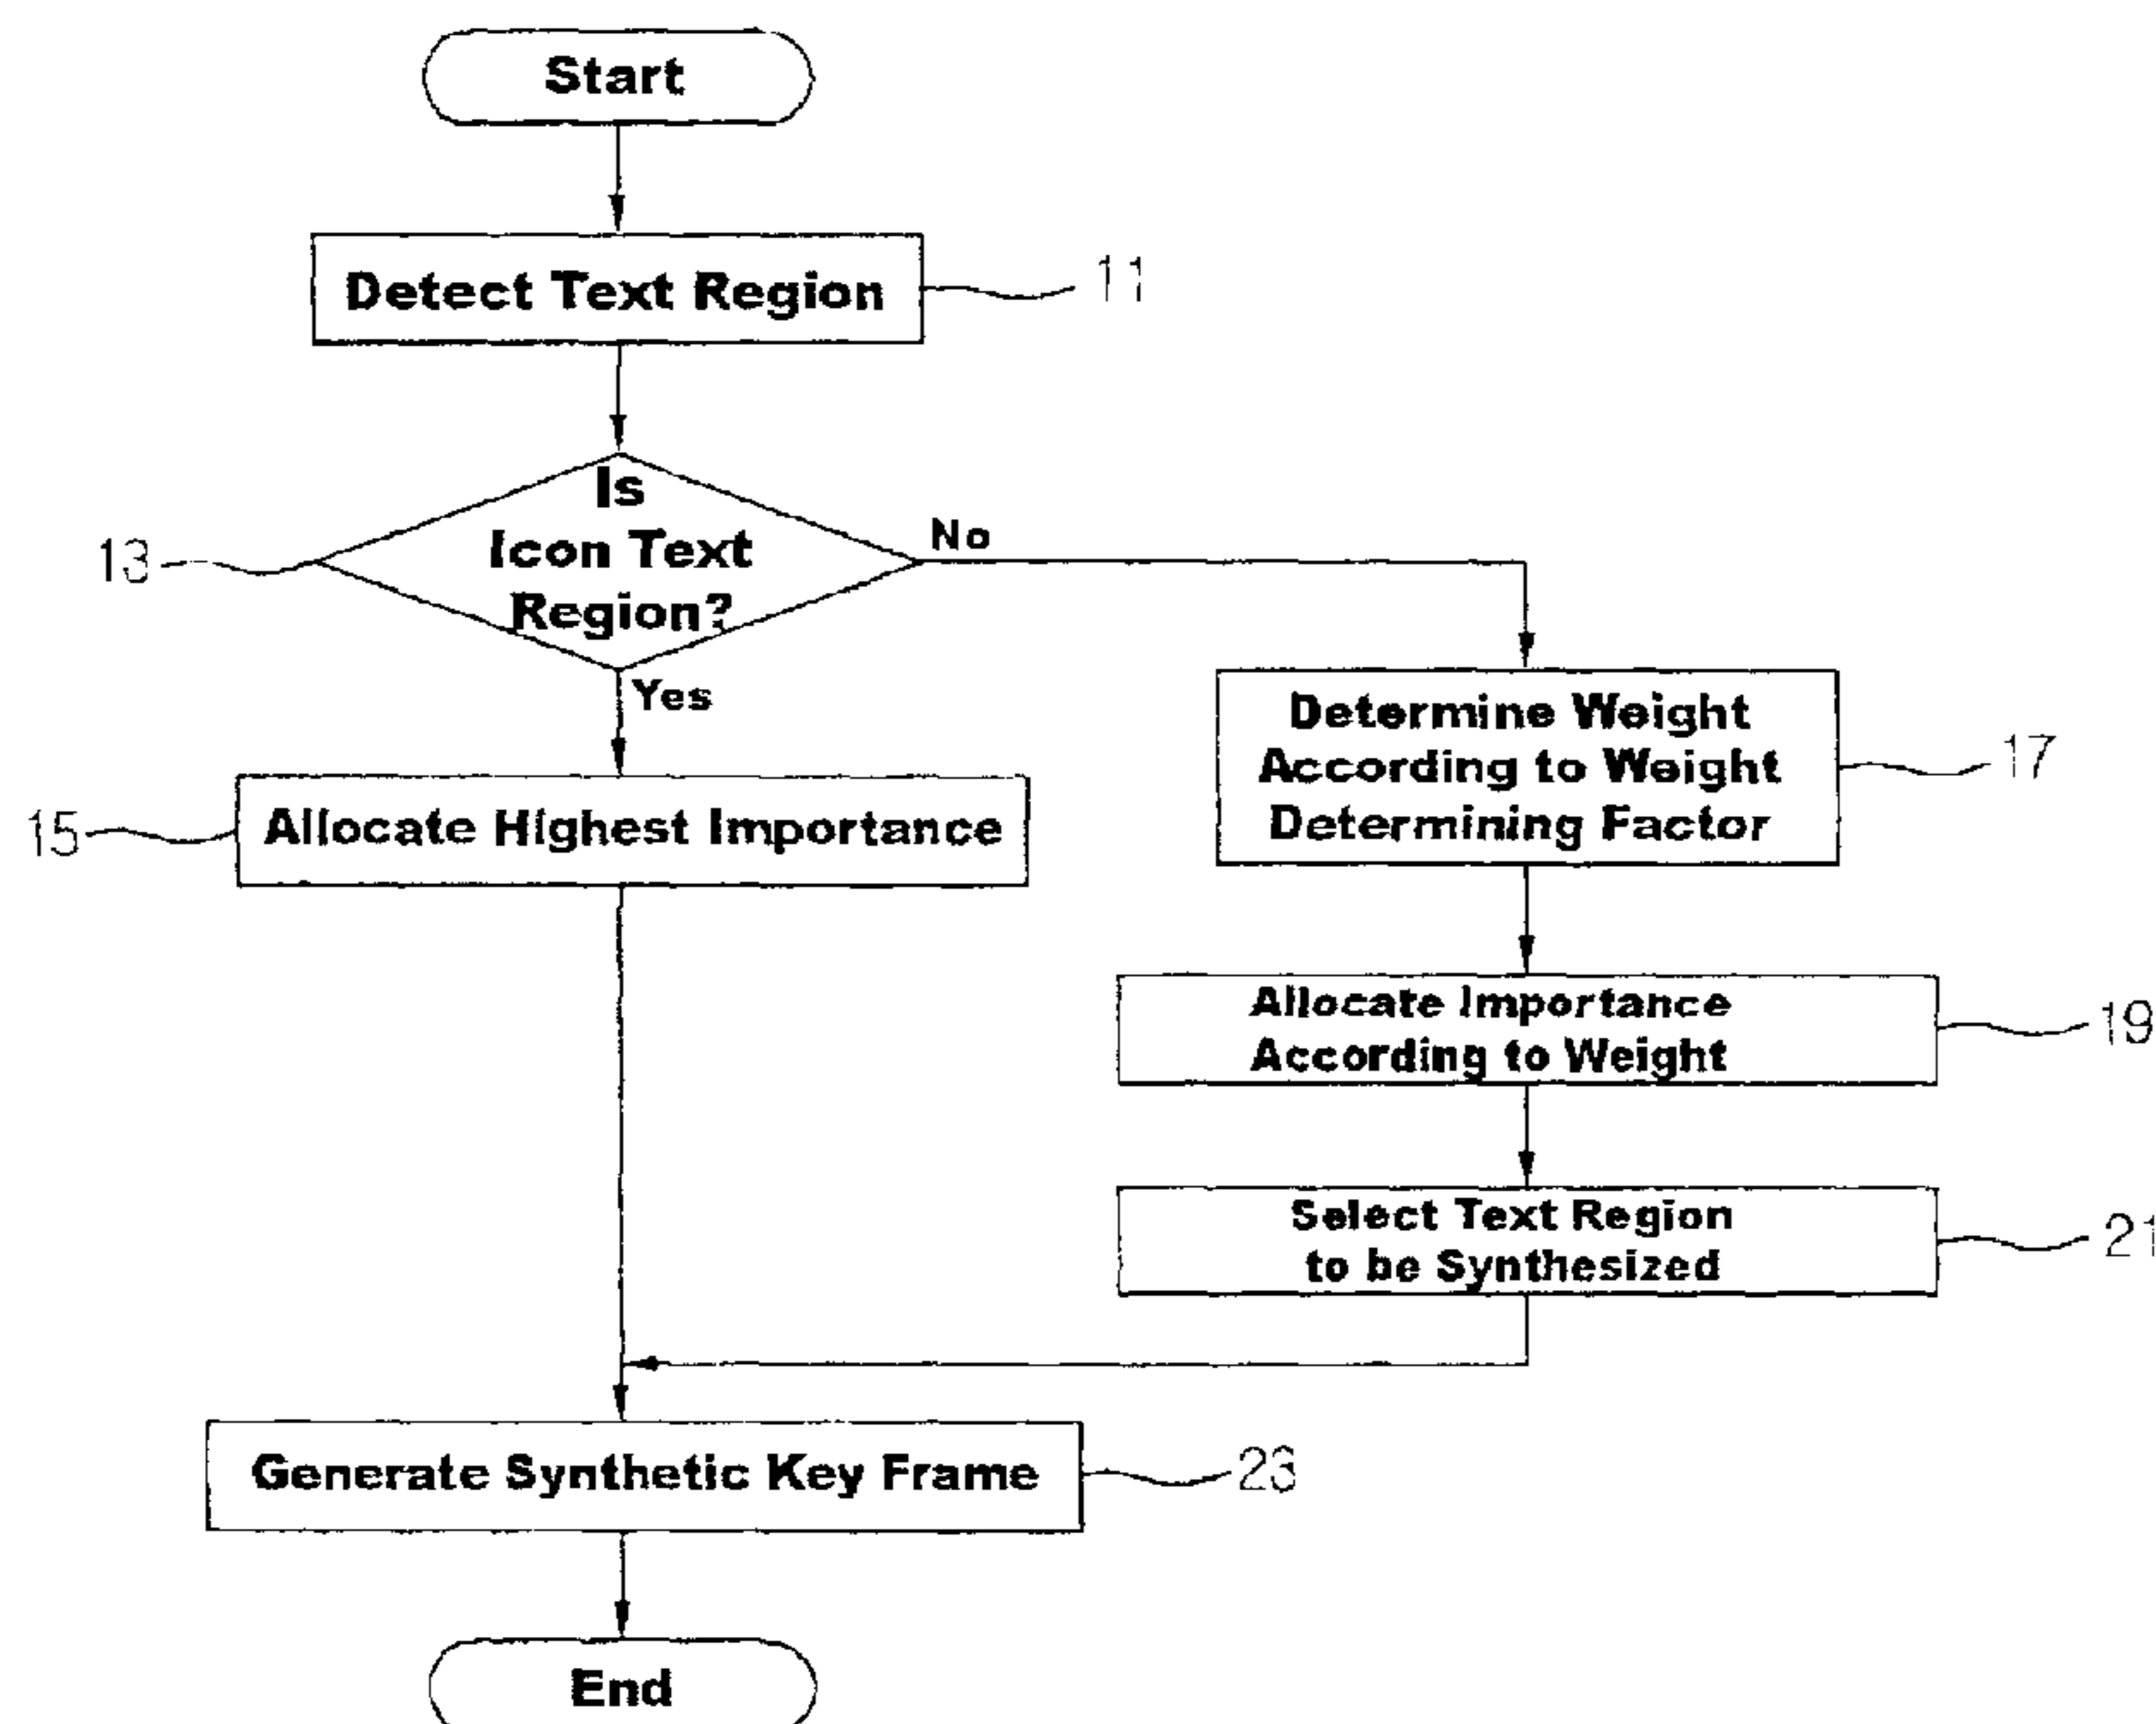 Start
Detect Text Region
11
Is
Icon Text
Region?
13
No
Yes
Determine Weight
According to Weight
Determining Factor
17
Allocate Highest Importance
15
Allocate Importance
According to Weight
19
Select Text Region
to be Synthesized
21
Generate Synthetic Key Frame
23
End